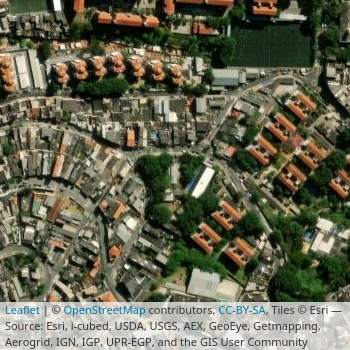 Leaflet | © OpenStreetMap contributors, CC-BY-SA, Tiles © Esri —
Source: Esri, i-cubed, USDA, USGS, AEX, GeoEye, Getmapping,
Aerogrid, IGN, IGP, UPR-EGP, and the GIS User Community